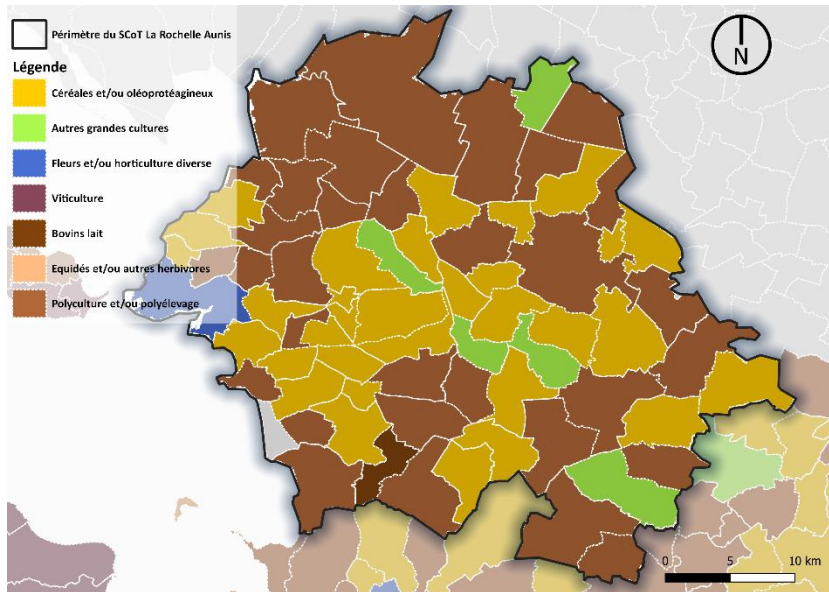 Périmètre du SCoT La Rochelle Aunis
Légende
Céréales et/ou oléoprotéagineux
Autres grandes cultures
Fleurs et/ou horticulture diverse
Viticulture
Bovins lait
Equidés et/ou autres herbivores
Polyculture et/ou polyélevage
N
0 5 10 km